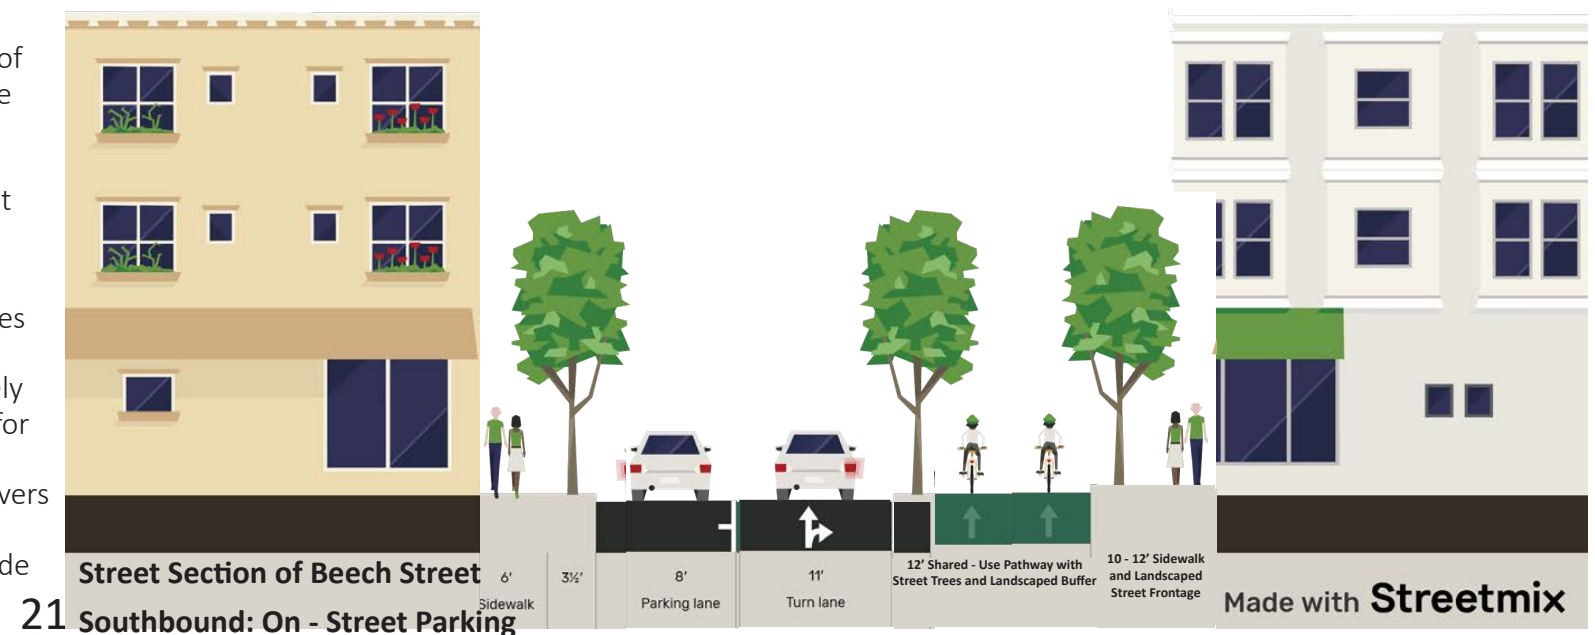 of
e
t
es
ely
for
vers
de
21
Street Section of Beech Street
Southbound: On - Street Parking
6'
Sidewalk
3½'
8'
Parking lane
11'
Turn lane
12' Shared - Use Pathway with
Street Trees and Landscaped Buffer
10 - 12' Sidewalk
and Landscaped
Street Frontage
Made with Streetmix